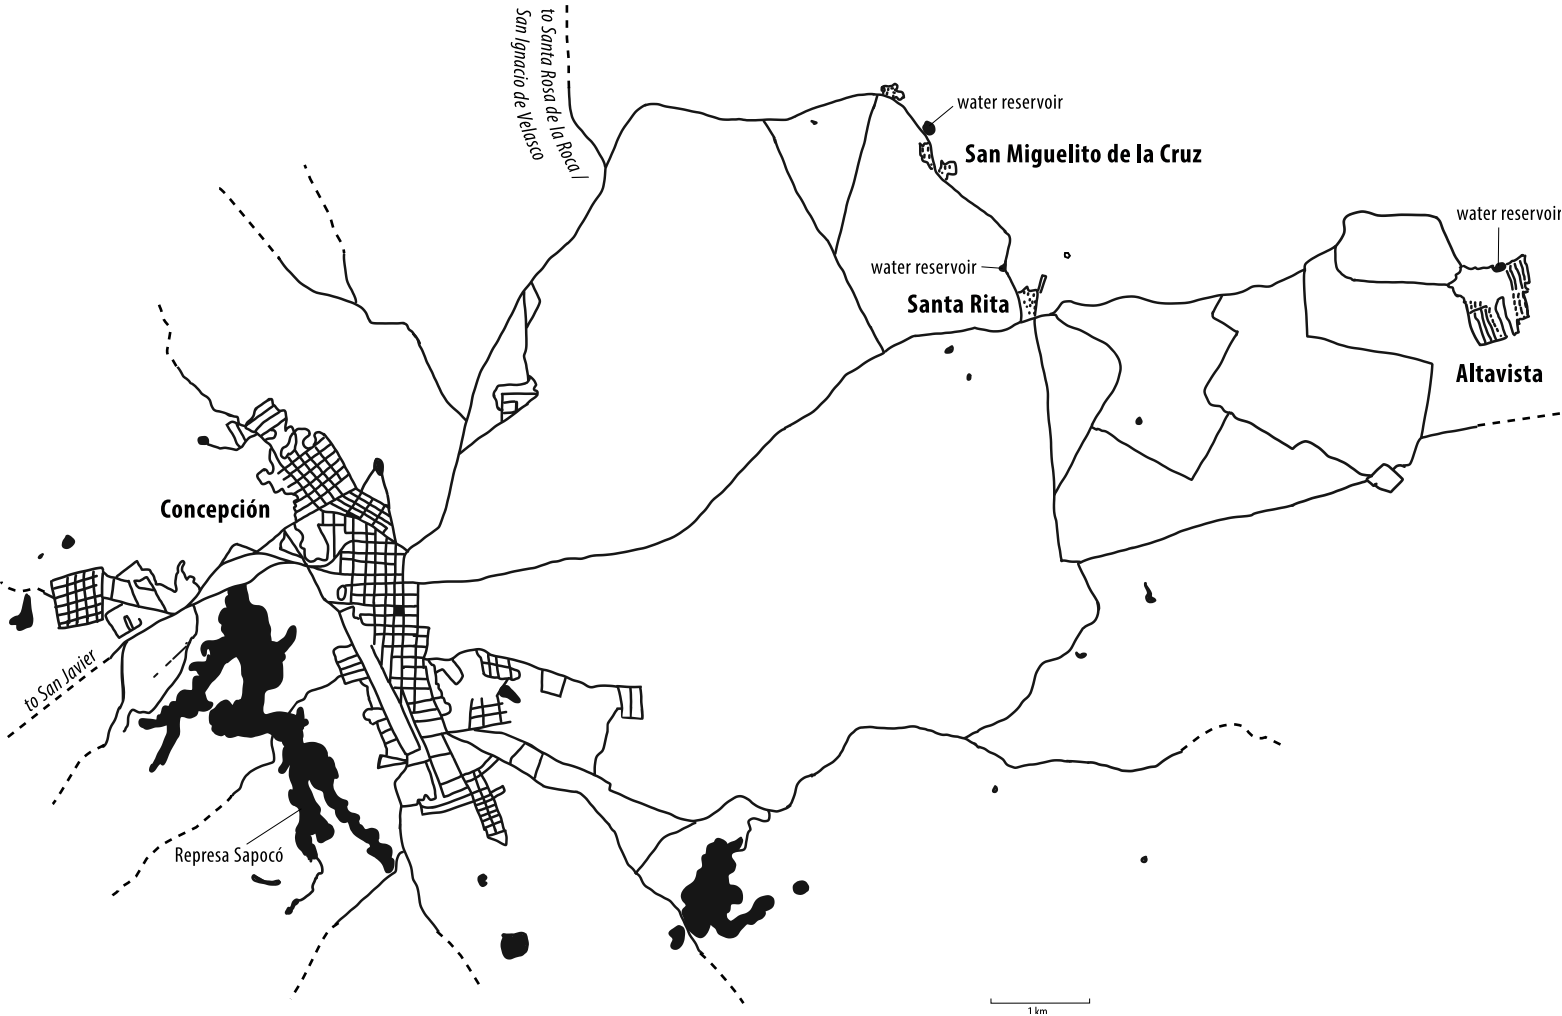 to Santa Rosa de la Roca /
San Ignacio de Velasco
water reservoir
San Miguelito de la Cruz
water reservoir
water reservoir
Santa Rita
Altavista
Concepción
to San Javier
Represa Sapocó
1 km